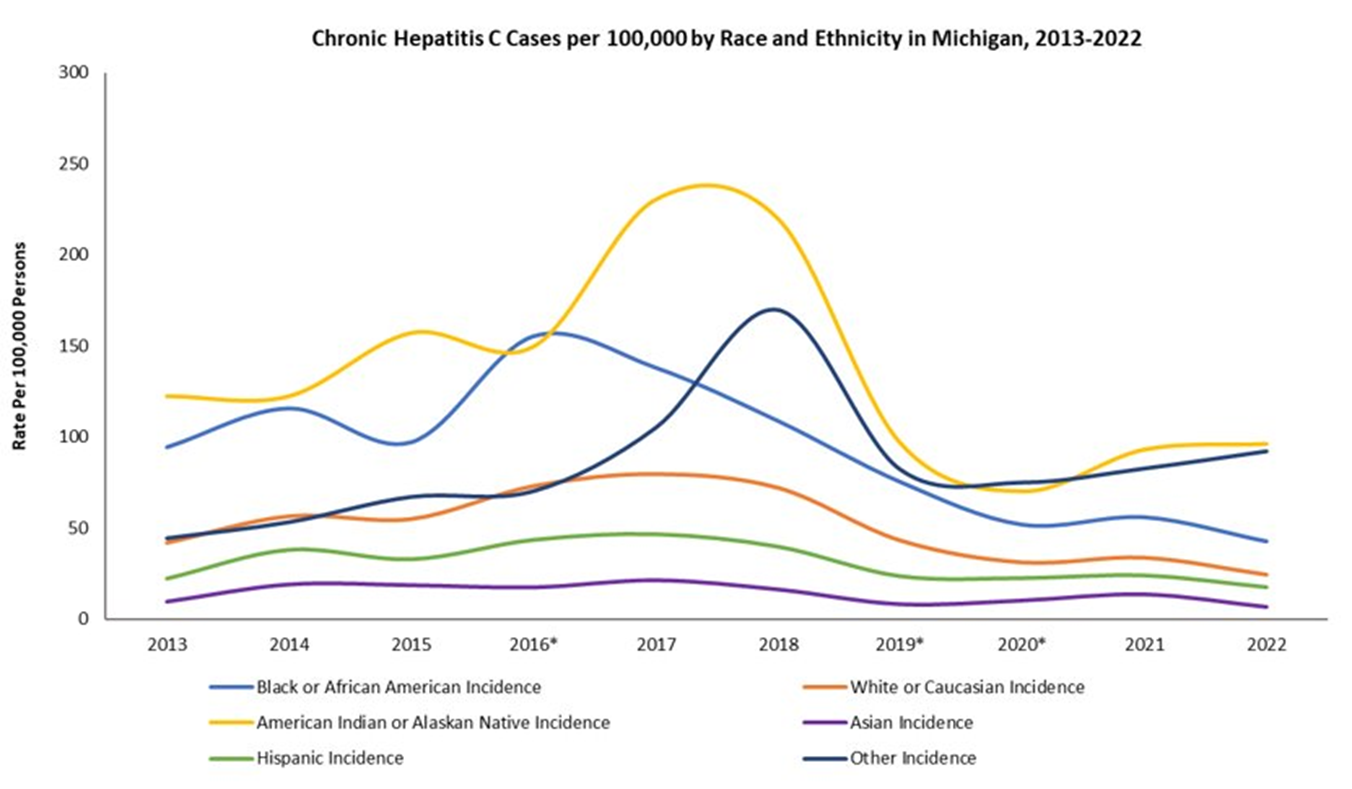 Chronic Hepatitis C Cases per 100,000 by Race and Ethnicity in Michigan, 2013-2022
Rate Per 100,000 Persons
300
250
200
150
100
50
0
2013 2014 2015 2016* 2017 2018 2019* 2020* 2021 2022
Black or African American Incidence White or Caucasian Incidence
American Indian or Alaskan Native Incidence Asian Incidence
Hispanic Incidence Other Incidence